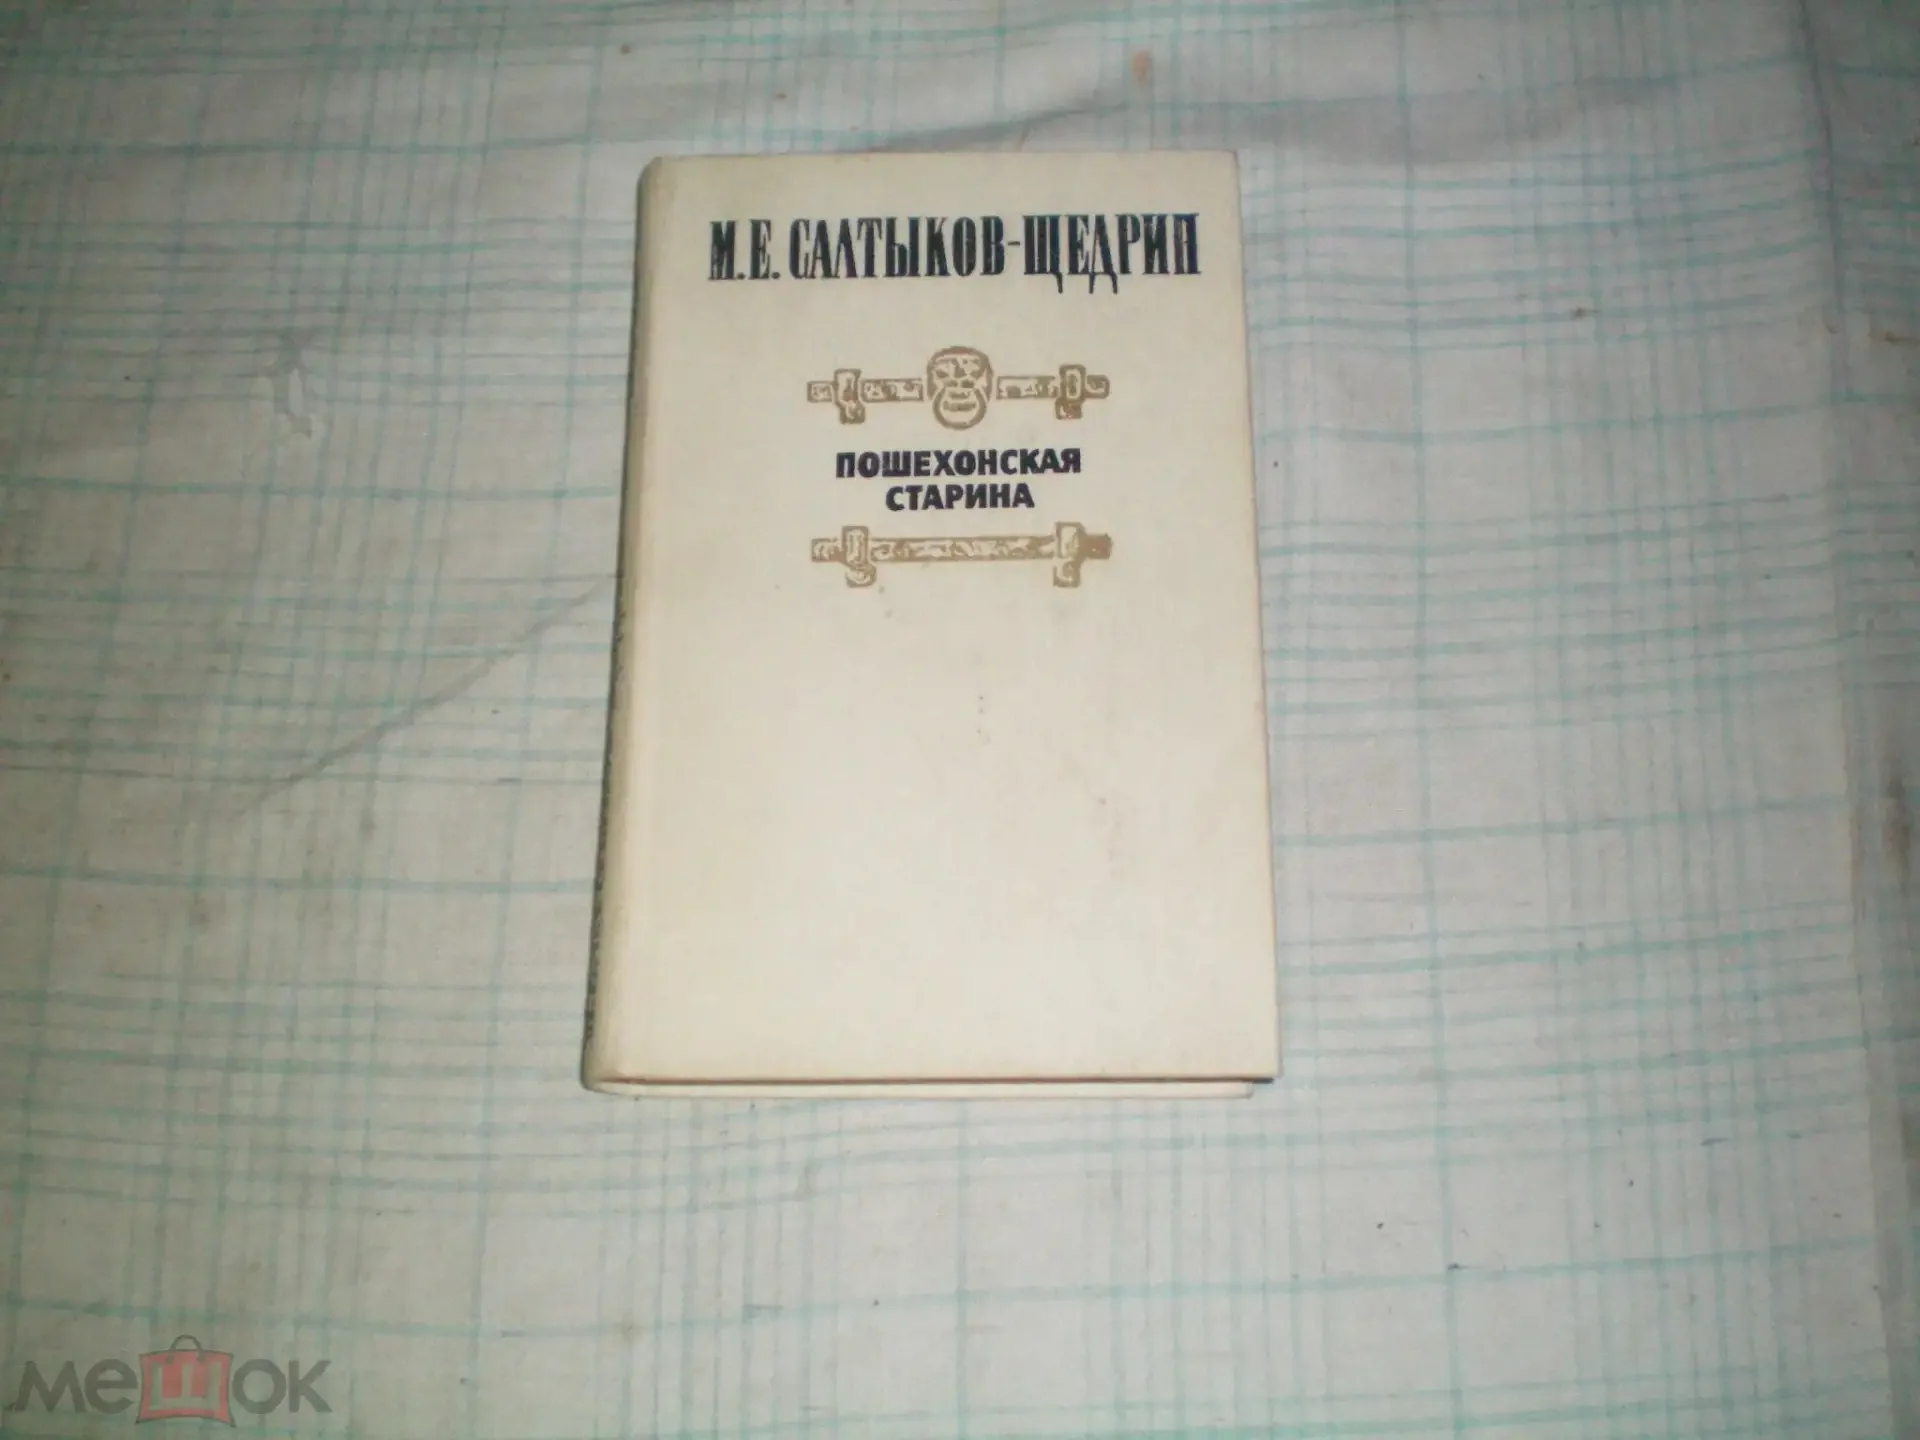 М.Е. САЛТЫКОВ-ЩЕДРИН
ПОШЕХОНСКАЯ
СТАРИНА
мешок